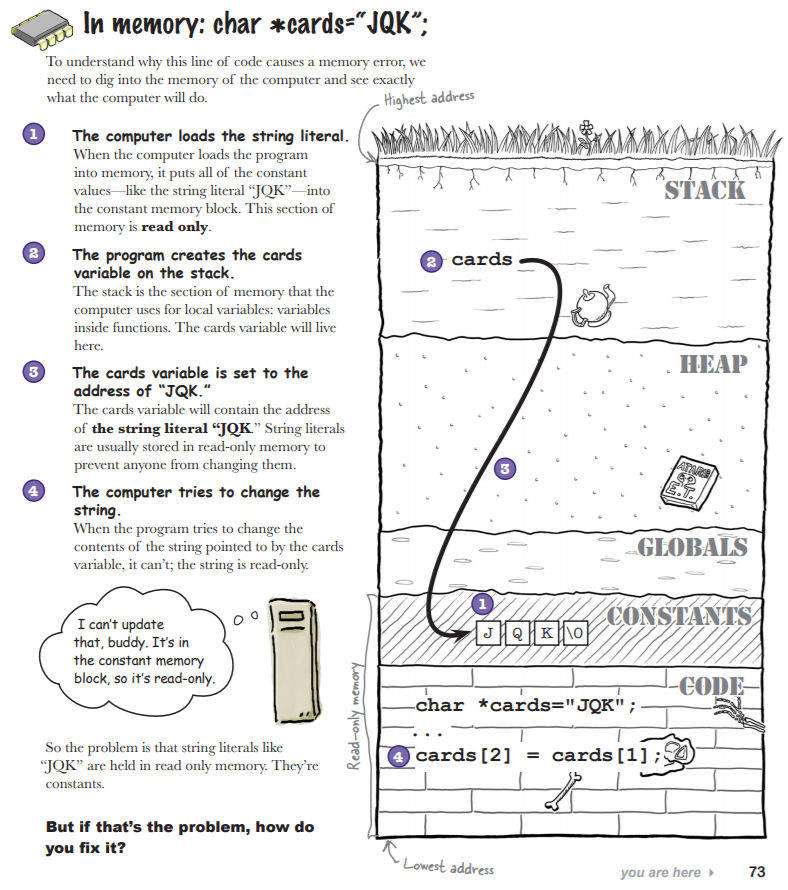 In memory: char *cards="JQK";
To understand why this line of code causes a memory error, we
need to dig into the memory of the computer and see exactly
what the computer will do.
1
The computer loads the string literal.
When the computer loads the program
into memory, it puts all of the constant
values—like the string literal “JQK”—into
the constant memory block. This section of
memory is read only.
2
The program creates the cards
variable on the stack.
The stack is the section of memory that the
computer uses for local variables: variables
inside functions. The cards variable will live
here.
3
The cards variable is set to the
address of “JQK.”
The cards variable will contain the address
of the string literal “JQK.” String literals
are usually stored in read-only memory to
prevent anyone from changing them.
4
The computer tries to change the
string.
When the program tries to change the
contents of the string pointed to by the cards
variable, it can’t; the string is read-only.
I can’t update
that, buddy. It’s in
the constant memory
block, so it’s read-only.
So the problem is that string literals like
“JQK” are held in read only memory. They’re
constants.
But if that’s the problem, how do
you fix it?
Highest address
STACK
2 cards
HEAP
3
ATARI
E.T.
GLOBALS
1
CONSTANTS
J Q K \0
Read-only memory
CODE
char *cards="JQK";
...
4 cards[2] = cards[1];
Lowest address
you are here
73